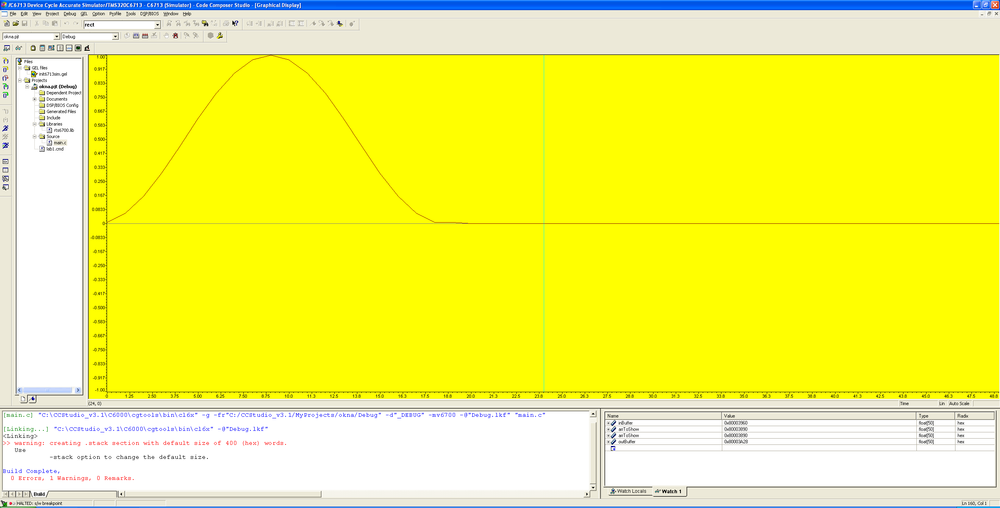 /C6713 Device Cycle Accurate Simulator/TMS320C6713 - C6713 (Simulator) - Code Composer Studio - [Graphical Display]
File Edit View Project Debug GEL Option Profile Tools DSP/BIOS Window Help
rect
okna.pjt Debug
Files
GEL files
init6713sim.gel
Projects
okna.pjt (Debug)
Dependent Project
Documents
DSP/BIOS Config
Generated Files
Include
Libraries
rts6700.lib
Source
main.c
lab1.cmd
1.00
0.917
0.833
0.750
0.667
0.583
0.500
0.417
0.333
0.250
0.167
0.0833
0
-0.0833
-0.167
-0.250
-0.333
-0.417
-0.500
-0.583
-0.667
-0.750
-0.833
-0.917
-1.00
0 1.25 2.50 3.75 5.00 6.25 7.50 8.75 10.0 11.3 12.5 13.8 15.0 16.3 17.5 18.8 20.0 21.3 22.5 23.8 25.0 26.3 27.5 28.8 30.0 31.3 32.5 33.8 35.0 36.3 37.5 38.8 40.0 41.3 42.5 43.8 45.0 46.3 47.5 48.8
(24, 0) Time Lin Auto Scale
[main.c] "C:\CCStudio_v3.1\C6000\cgtools\bin\cl6x" -g -fr"C:/CCStudio_v3.1/MyProjects/okna/Debug" -d"_DEBUG" -mv6700 -@"Debug.lkf" "main.c"
[Linking...] "C:\CCStudio_v3.1\C6000\cgtools\bin\cl6x" -@"Debug.lkf"
<Linking>
>> warning: creating .stack section with default size of 400 (hex) words.
Use
-stack option to change the default size.
Build Complete,
0 Errors, 1 Warnings, 0 Remarks.
Build
Name Value Type Radix
inBuffer 0x80003960 float[50] hex
arrToShow 0x80003890 float[50] hex
arrToShow 0x80003890 float[50] hex
outBuffer 0x80003A28 float[50] hex
Watch Locals Watch 1
HALTED: s/w breakpoint Ln 160, Col 1